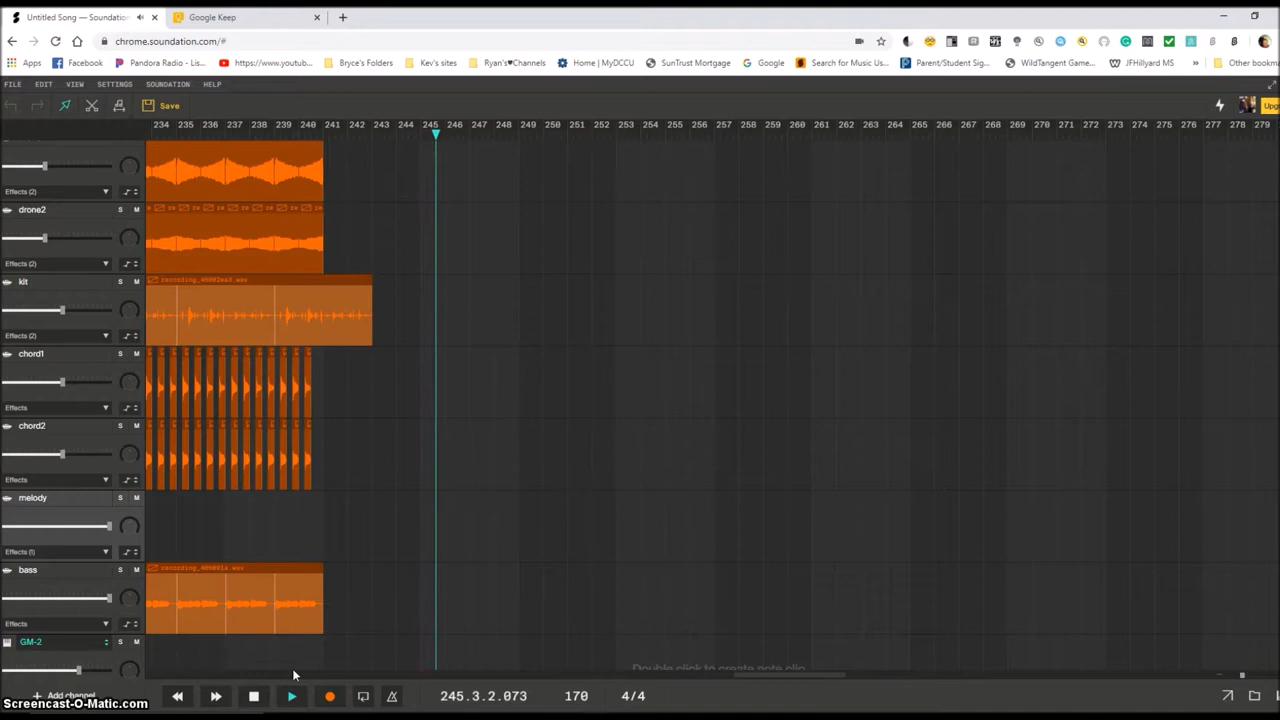 Untitled Song — Soundation
Google Keep
chrome.soundation.com/#
Apps
Facebook
Pandora Radio - Lis...
https://www.youtub...
Bryce's Folders
Kev's sites
Ryan's♥Channels
Home | MyDCCU
SunTrust Mortgage
Google
Search for Music Us...
Parent/Student Sig...
WildTangent Game...
JFHillyard MS
»
Other bookm
FILE EDIT VIEW SETTINGS SOUNDATION HELP
Save
Upg
234 235 236 237 238 239 240 241 242 243 244 245 246 247 248 249 250 251 252 253 254 255 256 257 258 259 260 261 262 263 264 265 266 267 268 269 270 271 272 273 274 275 276 277 278 279
Effects (2)
drone2 S M
Effects (2)
kit S M
recording_40002ea8.wav
Effects (2)
chord1 S M
Effects
chord2 S M
Effects
melody S M
Effects (1)
bass S M
Effects
GM-2 S M
Double click to create note clip
Add channel
245.3.2.073 170 4/4
Screencast-O-Matic.com